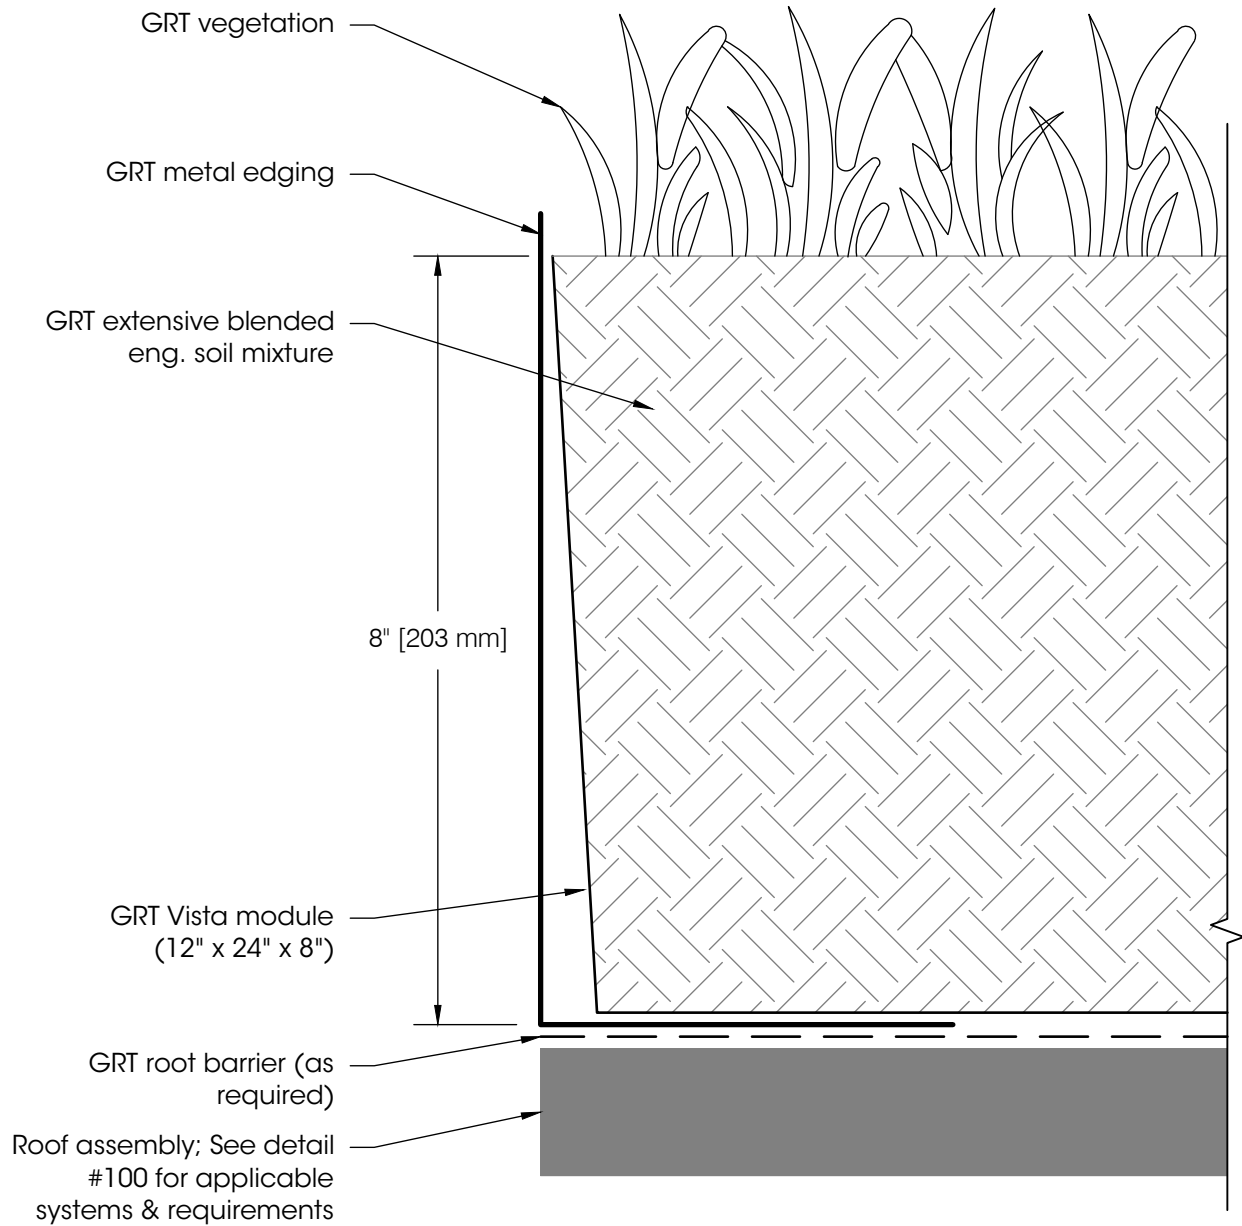 GRT vegetation
GRT metal edging
GRT extensive blended
eng. soil mixture
8" [203 mm]
GRT Vista module
(12" x 24" x 8")
GRT root barrier (as
required)
Roof assembly; See detail
#100 for applicable
systems & requirements